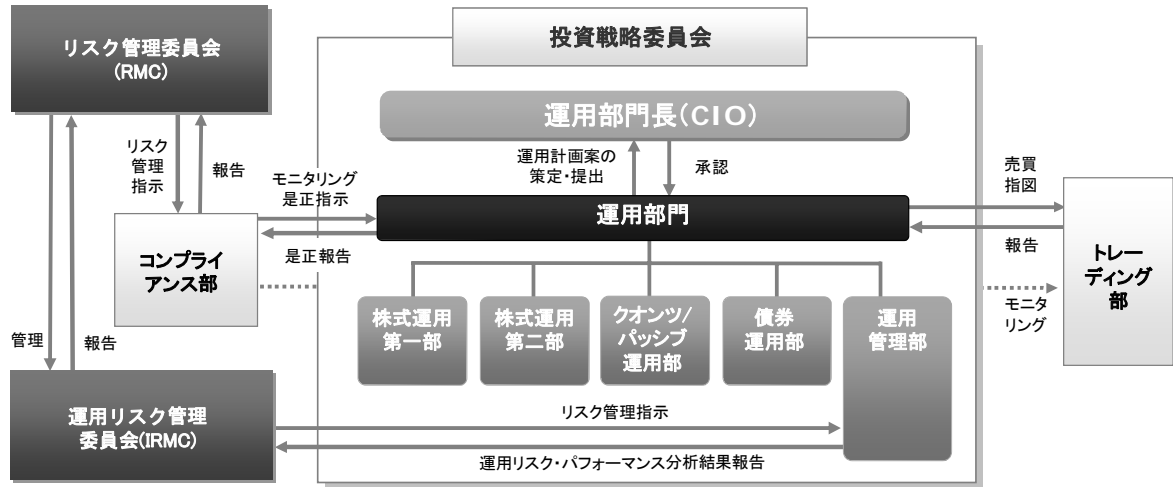 投資戦略委員会
リスク管理委員会
(RMC)
運用部門長(CIO)
リスク
管理
指示
報告
運用計画案の
策定・提出
承認
モニタリング
是正指示
売買
指図
運用部門
是正報告
報告
コンプライ
アンス部
トレー
ディング
部
モニタ
リング
株式運用
第一部
株式運用
第二部
クオンツ/
パッシブ
運用部
債券
運用部
運用
管理部
管理
報告
運用リスク管理
委員会(IRMC)
リスク管理指示
運用リスク・パフォーマンス分析結果報告